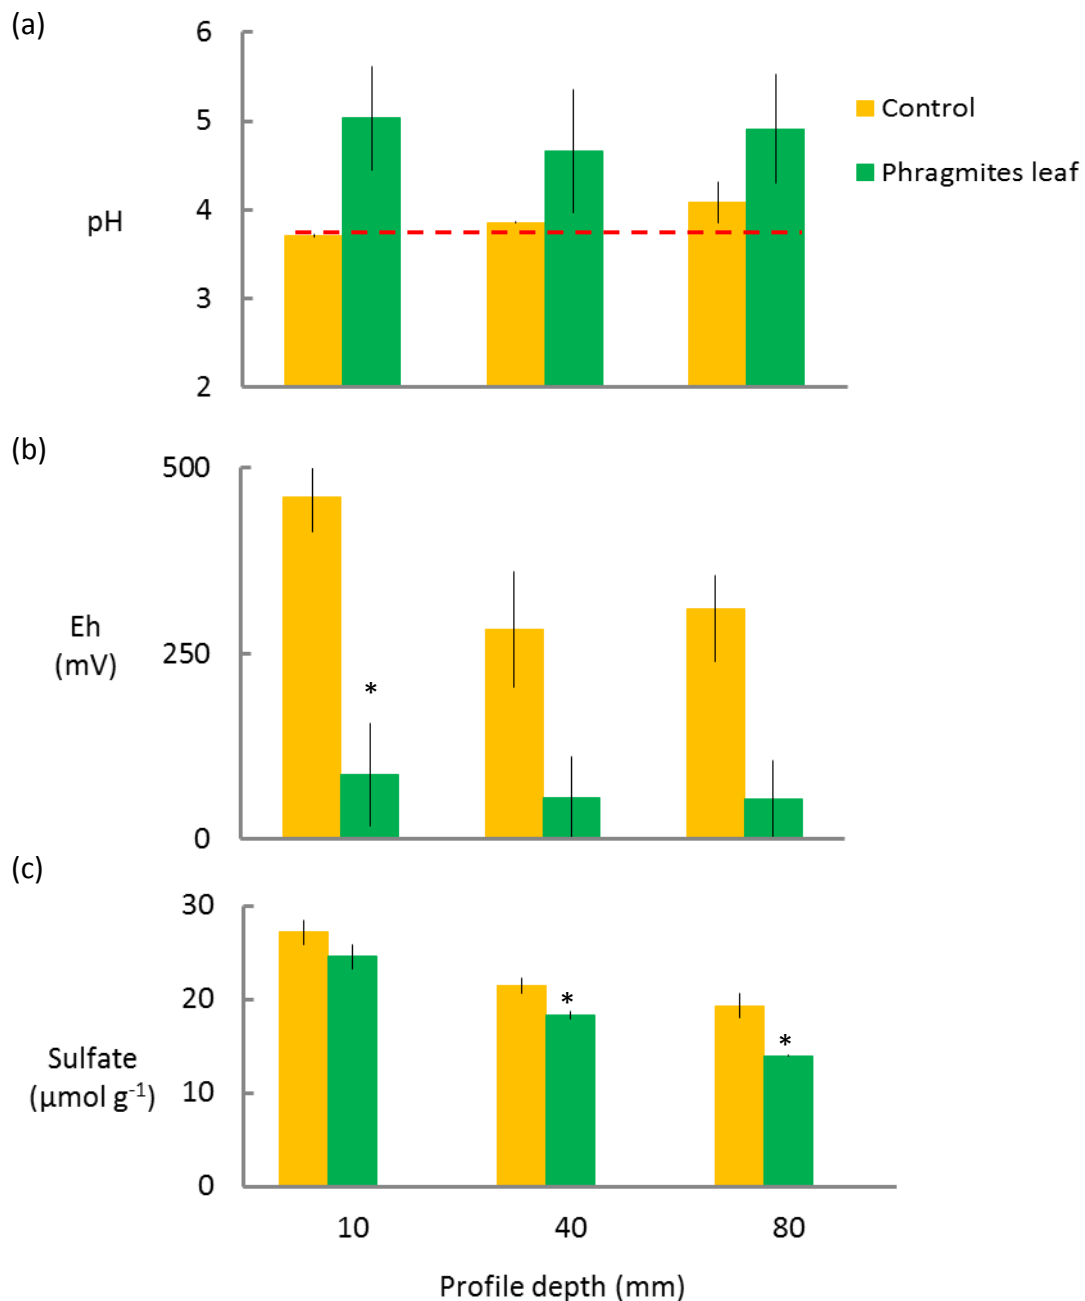 (a)
6
5
4
3
2
pH
Control
Phragmites leaf
(b)
500
250
0
Eh
(mV)
*
(c)
30
20
10
0
Sulfate
(μmol g⁻¹)
*
*
10 40 80
Profile depth (mm)